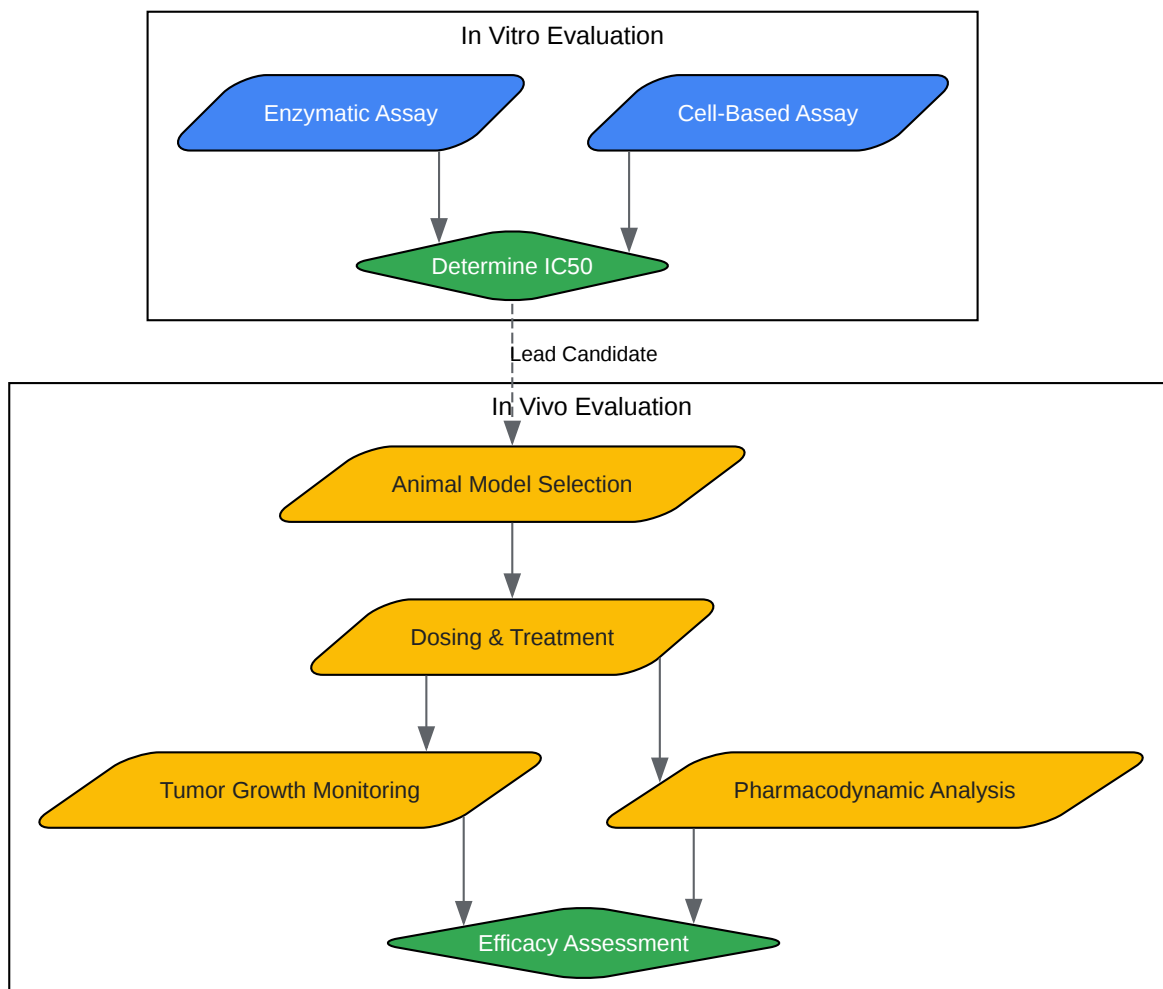 In Vitro Evaluation
Enzymatic Assay
Cell-Based Assay
Determine IC50
Lead Candidate
In Vivo Evaluation
Animal Model Selection
Dosing & Treatment
Tumor Growth Monitoring
Pharmacodynamic Analysis
Efficacy Assessment